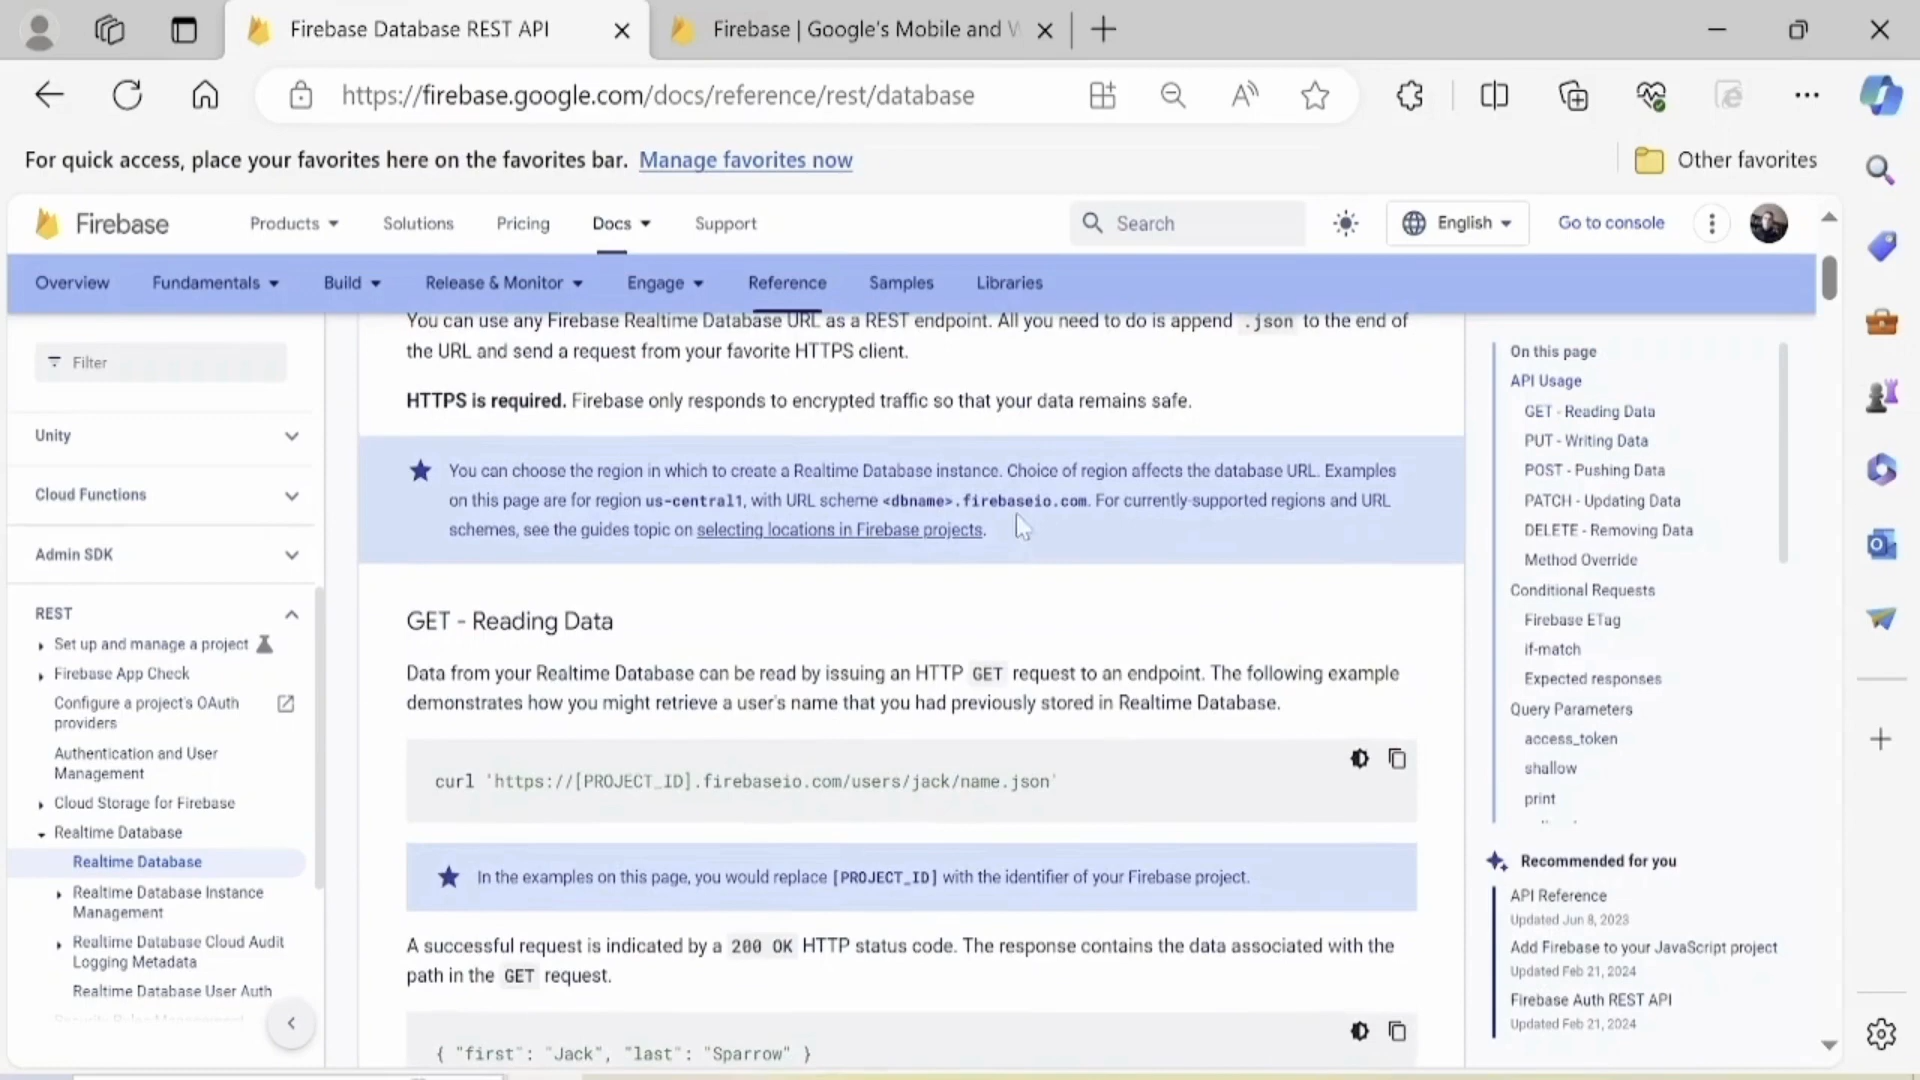 Firebase Database REST API
Firebase | Google's Mobile and W
https://firebase.google.com/docs/reference/rest/database
For quick access, place your favorites here on the favorites bar. Manage favorites now
Other favorites
Firebase
Products
Solutions
Pricing
Docs
Support
Search
English
Go to console
Overview
Fundamentals
Build
Release & Monitor
Engage
Reference
Samples
Libraries
Filter
Unity
Cloud Functions
Admin SDK
REST
Set up and manage a project
Firebase App Check
Configure a project's OAuth
providers
Authentication and User
Management
Cloud Storage for Firebase
Realtime Database
Realtime Database
Realtime Database Instance
Management
Realtime Database Cloud Audit
Logging Metadata
Realtime Database User Auth
You can use any Firebase Realtime Database URL as a REST endpoint. All you need to do is append .json to the end of
the URL and send a request from your favorite HTTPS client.
HTTPS is required. Firebase only responds to encrypted traffic so that your data remains safe.
You can choose the region in which to create a Realtime Database instance. Choice of region affects the database URL. Examples
on this page are for region us-central1, with URL scheme <dbname>.firebaseio.com. For currently-supported regions and URL
schemes, see the guides topic on selecting locations in Firebase projects.
GET - Reading Data
Data from your Realtime Database can be read by issuing an HTTP GET request to an endpoint. The following example
demonstrates how you might retrieve a user's name that you had previously stored in Realtime Database.
curl 'https://[PROJECT_ID].firebaseio.com/users/jack/name.json'
In the examples on this page, you would replace [PROJECT_ID] with the identifier of your Firebase project.
A successful request is indicated by a 200 OK HTTP status code. The response contains the data associated with the
path in the GET request.
{ "first": "Jack", "last": "Sparrow" }
On this page
API Usage
GET - Reading Data
PUT - Writing Data
POST - Pushing Data
PATCH - Updating Data
DELETE - Removing Data
Method Override
Conditional Requests
Firebase ETag
if-match
Expected responses
Query Parameters
access_token
shallow
print
Recommended for you
API Reference
Updated Jun 8, 2023
Add Firebase to your JavaScript project
Updated Feb 21, 2024
Firebase Auth REST API
Updated Feb 21, 2024